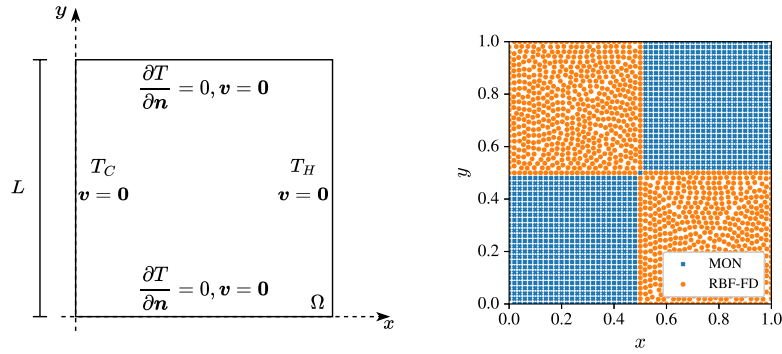 y
∂T/∂n = 0, v = 0
L
T_C
v = 0
T_H
v = 0
∂T/∂n = 0, v = 0
Ω
x
1.0
0.8
0.6
0.4
0.2
0.0
y
MON
RBF-FD
0.0 0.2 0.4 0.6 0.8 1.0
x